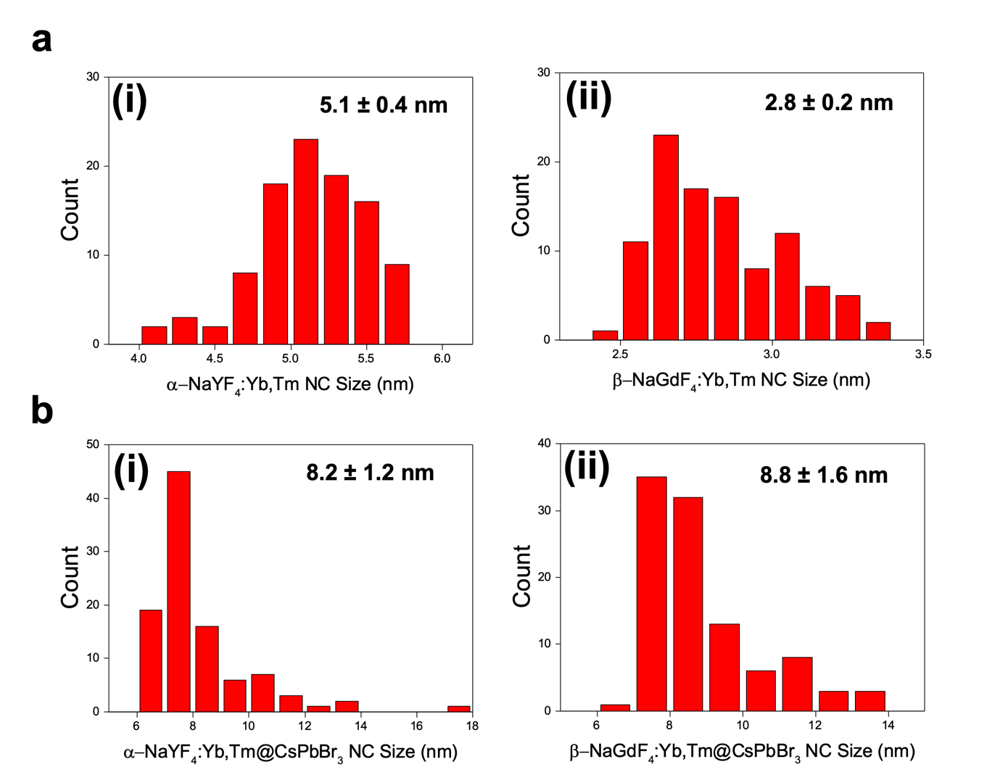 a
(i)
5.1 ± 0.4 nm
30
20
10
0
Count
4.0 4.5 5.0 5.5 6.0
α–NaYF₄:Yb,Tm NC Size (nm)
(ii)
2.8 ± 0.2 nm
30
20
10
0
Count
2.5 3.0 3.5
β–NaGdF₄:Yb,Tm NC Size (nm)
b
(i)
8.2 ± 1.2 nm
50
40
30
20
10
0
Count
6 8 10 12 14 16 18
α–NaYF₄:Yb,Tm@CsPbBr₃ NC Size (nm)
(ii)
8.8 ± 1.6 nm
40
30
20
10
0
Count
6 8 10 12 14
β–NaGdF₄:Yb,Tm@CsPbBr₃ NC Size (nm)